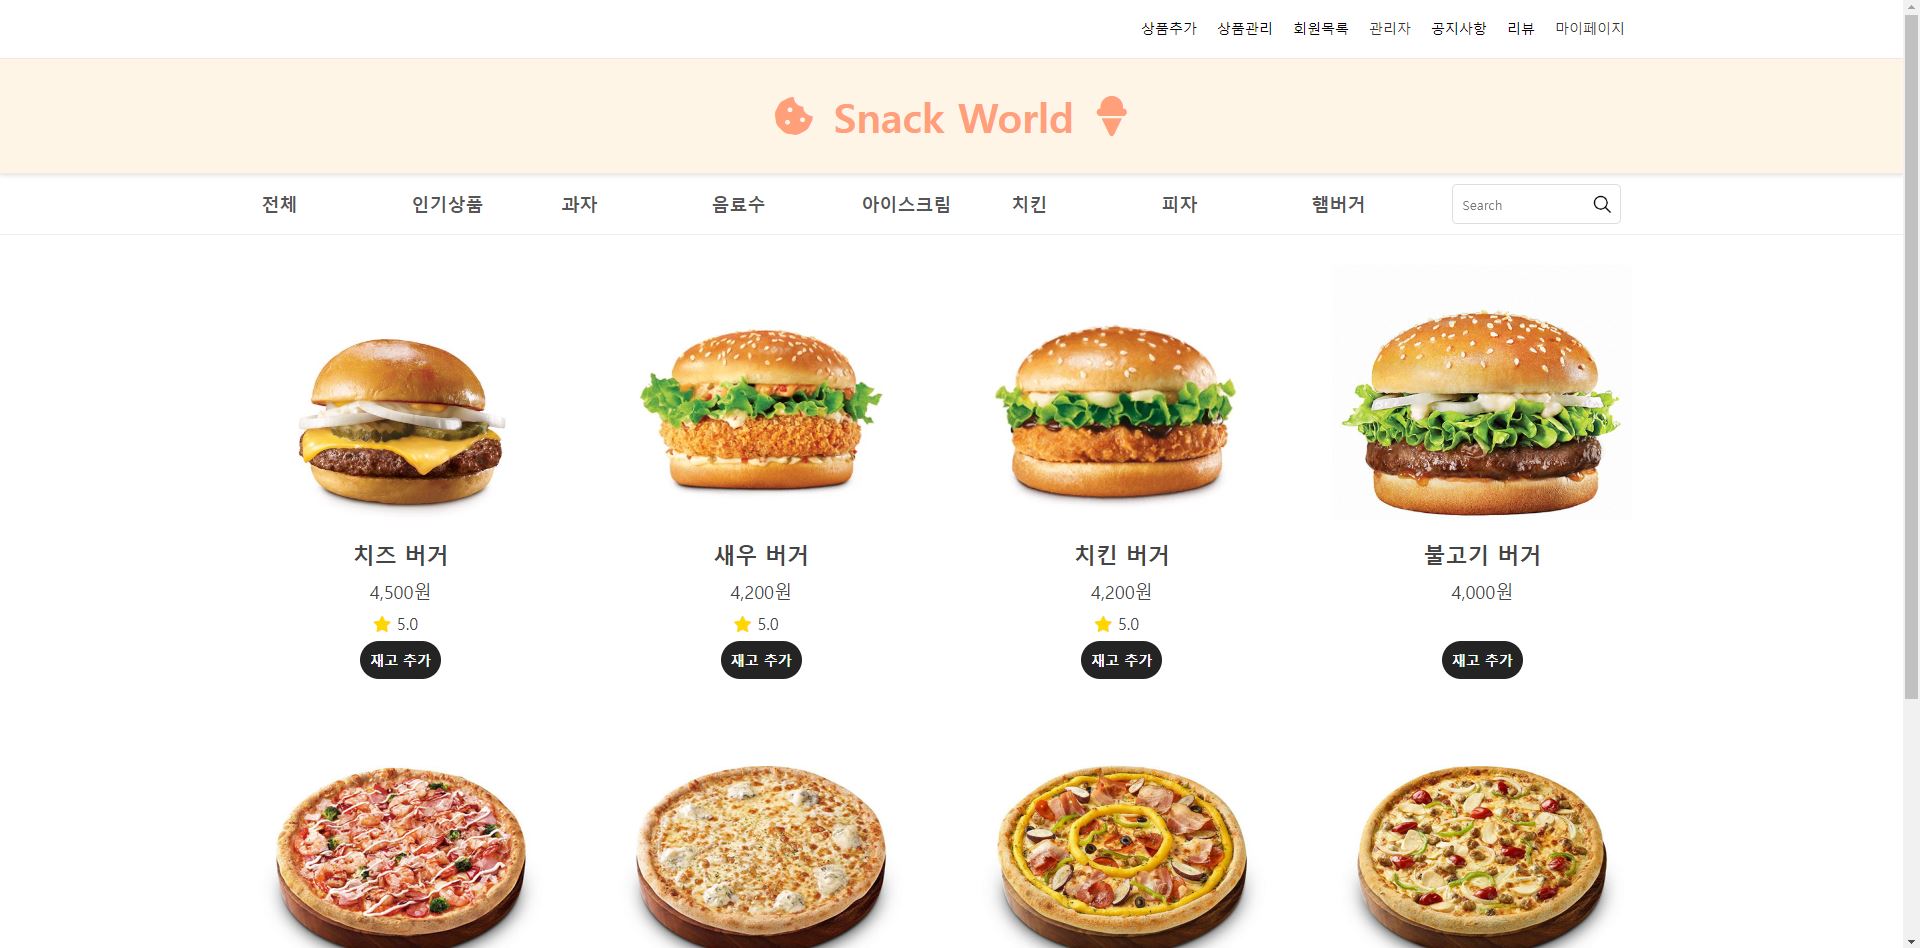 상품추가 상품관리 회원목록 관리자 공지사항 리뷰 마이페이지
Snack World
전체 인기상품 과자 음료수 아이스크림 치킨 피자 햄버거 Search
치즈 버거 새우 버거 치킨 버거 불고기 버거
4,500원 4,200원 4,200원 4,000원
5.0 5.0 5.0
재고 추가 재고 추가 재고 추가 재고 추가